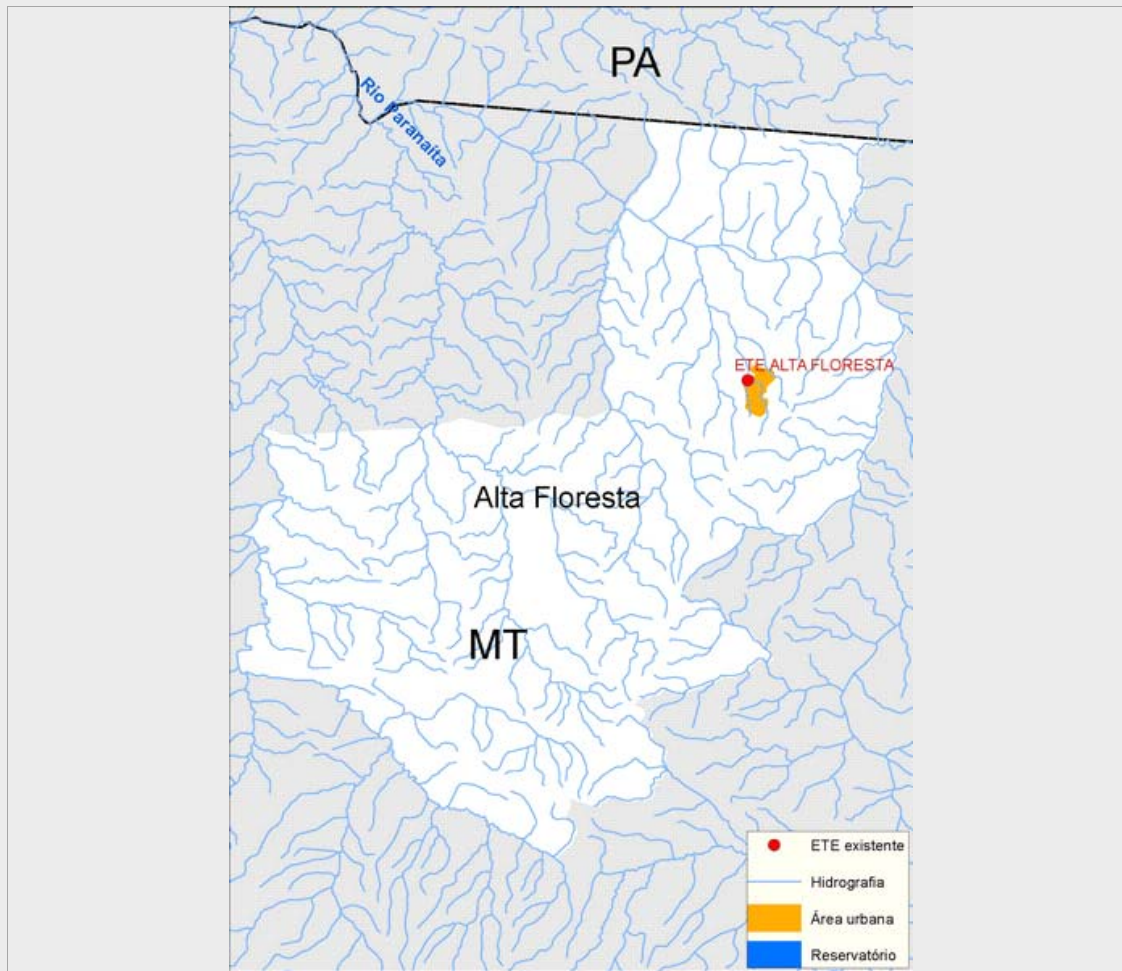 PA
Rio Paranaíta
ETE ALTA FLORESTA
Alta Floresta
MT
ETE existente
Hidrografia
Área urbana
Reservatório